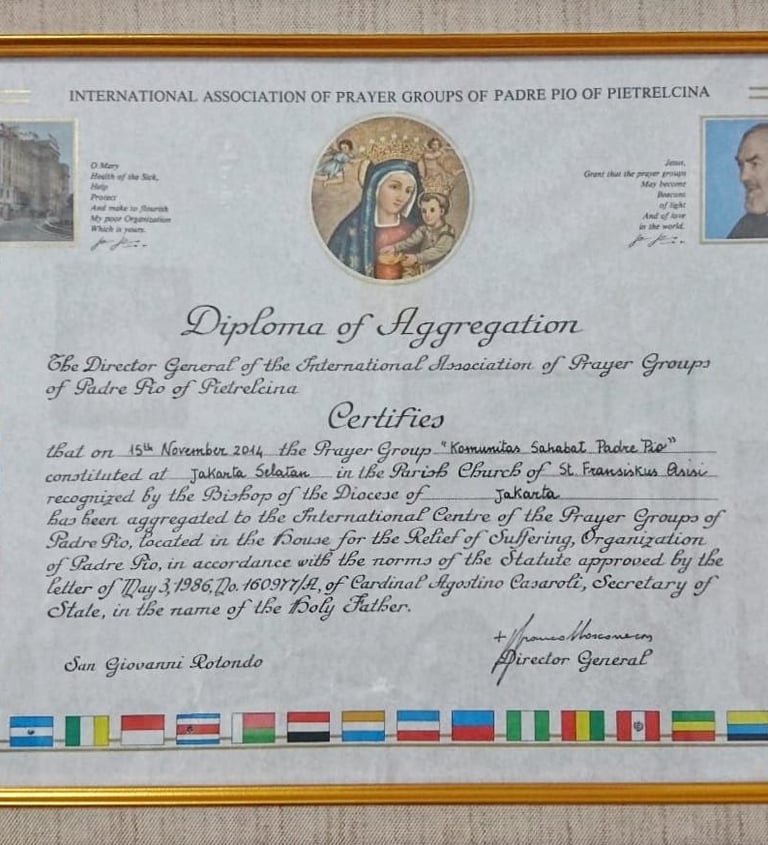 INTERNATIONAL ASSOCIATION OF PRAYER GROUPS OF PADRE PIO OF PIETRELCINA
O Mary
Health of the Sick,
Help
Protect
And make to flourish
My poor Organization
Which is yours.
Jesus,
Grant that the prayer groups
May become
Beacons
of light
And of love
in the world.
Diploma of Aggregation
The Director General of the International Association of Prayer Groups
of Padre Pio of Pietrelcina
Certifies
that on 15th November 2014 the Prayer Group "Komunitas Sahabat Padre Pio"
constituted at Jakarta Selatan in the Parish Church of St. Fransiskus Asisi
recognized by the Bishop of the Diocese of Jakarta
has been aggregated to the International Centre of the Prayer Groups of
Padre Pio, located in the House for the Relief of Suffering, Organization
of Padre Pio, in accordance with the norms of the Statute approved by the
letter of May 3, 1986, No. 160977/A, of Cardinal Agostino Casaroli, Secretary of
State, in the name of the Holy Father.
San Giovanni Rotondo
Director General